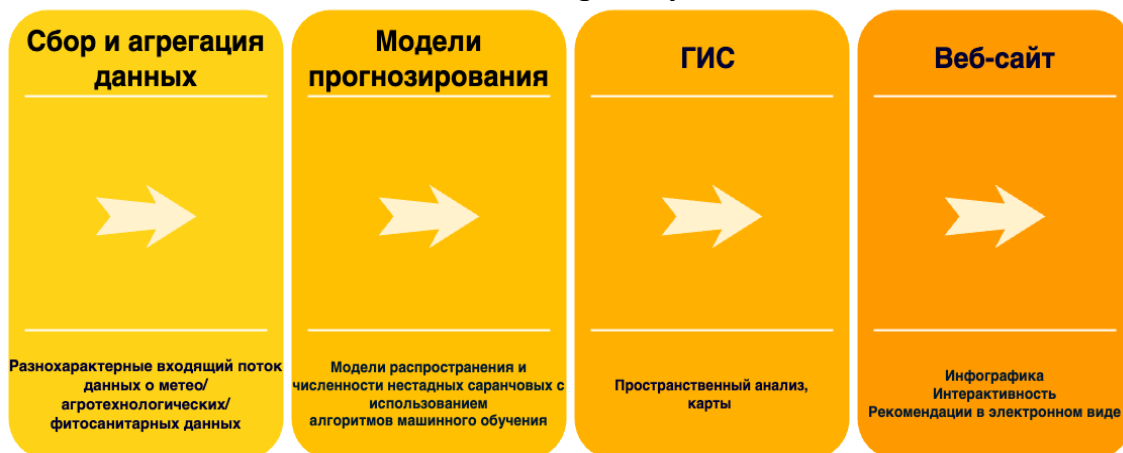 Сбор и агрегация
данных
Модели
прогнозирования
ГИС
Веб-сайт
Разнохарактерные входящий поток
данных о метео/
агротехнологических/
фитосанитарных данных
Модели распространения и
численности нестадных саранчовых с
использованием
алгоритмов машинного обучения
Пространственный анализ,
карты
Инфографика
Интерактивность
Рекомендации в электронном виде